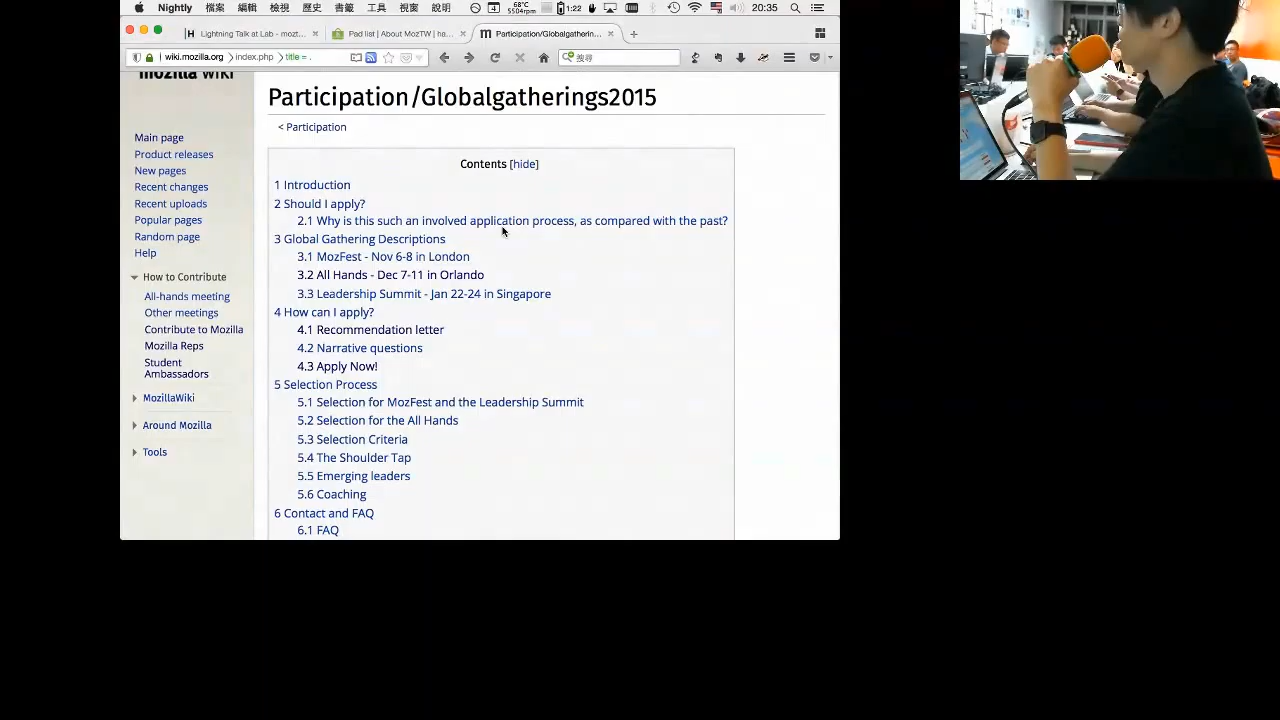 Nightly 檔案 編輯 檢視 歷史 書籤 工具 視窗 說明 68°C 5504rpm 1:22 20:35
Lightning Talk at Lab - moz... × Pad list | About MozTW · h... × Participation/Globalgatherin... ×
wiki.mozilla.org index.php title= . 搜尋
mozilla wiki
Participation/Globalgatherings2015
< Participation
Main page
Product releases
New pages
Recent changes
Recent uploads
Popular pages
Random page
Help
How to Contribute
All-hands meeting
Other meetings
Contribute to Mozilla
Mozilla Reps
Student
Ambassadors
MozillaWiki
Around Mozilla
Tools
Contents [hide]
1 Introduction
2 Should I apply?
2.1 Why is this such an involved application process, as compared with the past?
3 Global Gathering Descriptions
3.1 MozFest - Nov 6-8 in London
3.2 All Hands - Dec 7-11 in Orlando
3.3 Leadership Summit - Jan 22-24 in Singapore
4 How can I apply?
4.1 Recommendation letter
4.2 Narrative questions
4.3 Apply Now!
5 Selection Process
5.1 Selection for MozFest and the Leadership Summit
5.2 Selection for the All Hands
5.3 Selection Criteria
5.4 The Shoulder Tap
5.5 Emerging leaders
5.6 Coaching
6 Contact and FAQ
6.1 FAQ